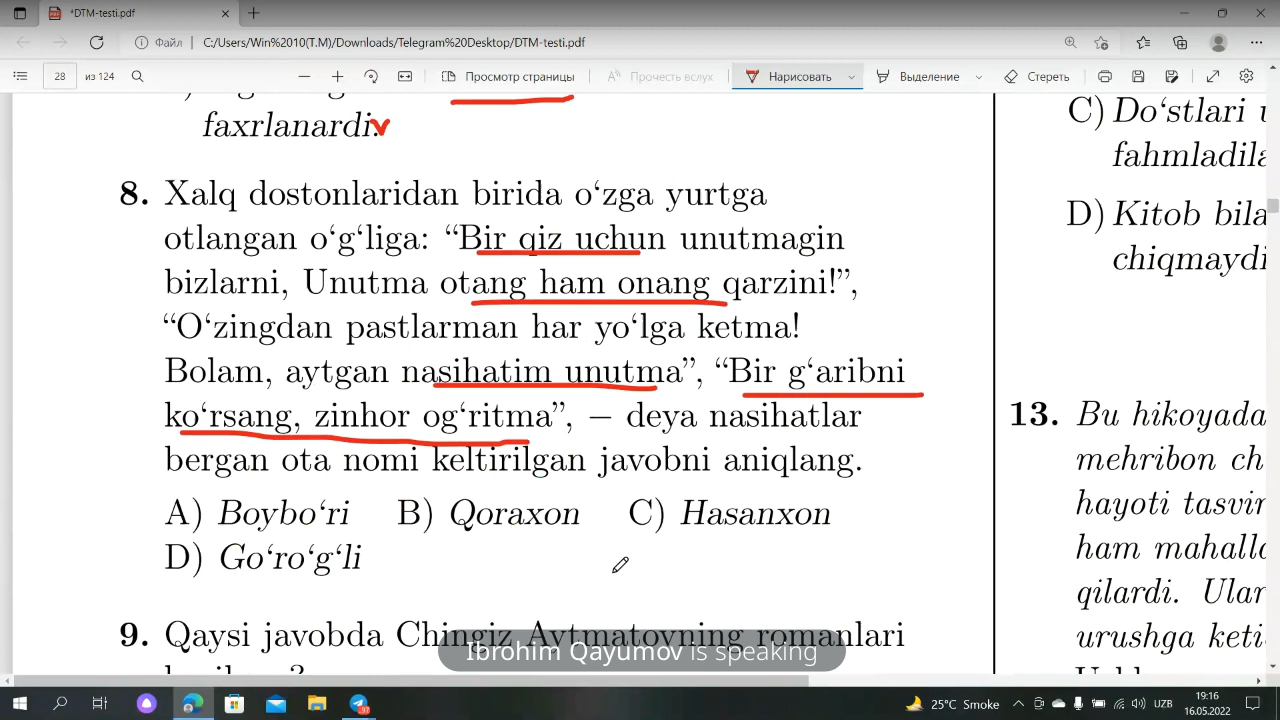 *DTM-testi.pdf
Файл
C:/Users/Win%2010(T.M)/Downloads/Telegram%20Desktop/DTM-testi.pdf
28 из 124
Просмотр страницы
Прочесть вслух
Нарисовать
Выделение
Стереть
faxrlanardi.
8. Xalq dostonlaridan birida o‘zga yurtga
otlangan o‘g‘liga: “Bir qiz uchun unutmagin
bizlarni, Unutma otang ham onang qarzini!”,
“O‘zingdan pastlarman har yo‘lga ketma!
Bolam, aytgan nasihatim unutma”, “Bir g‘aribni
ko‘rsang, zinhor og‘ritma”, – deya nasihatlar
bergan ota nomi keltirilgan javobni aniqlang.
A) Boybo‘ri B) Qoraxon C) Hasanxon
D) Go‘ro‘g‘li
9. Qaysi javobda Chingiz Aytmatovning romanlari
C) Do‘stlari
fahmladila
D) Kitob bila
chiqmaydi
13. Bu hikoyada
mehribon ch
hayoti tasvir
ham mahalla
qilardi. Ular
urushga keti
Ibrohim Qayumov is speaking
25°C Smoke
UZB
19:16
16.05.2022